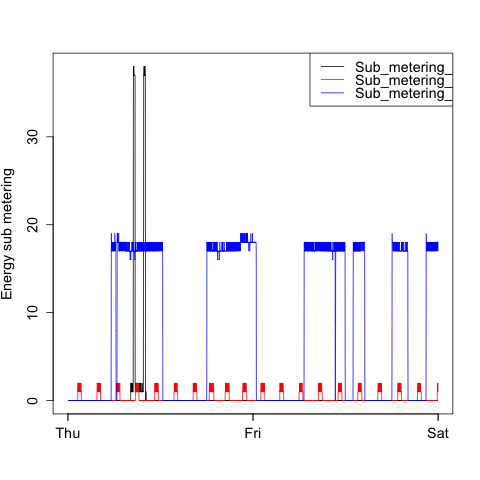 Sub_metering_
Sub_metering_
Sub_metering_
Energy sub metering
30
20
10
0
Thu Fri Sat